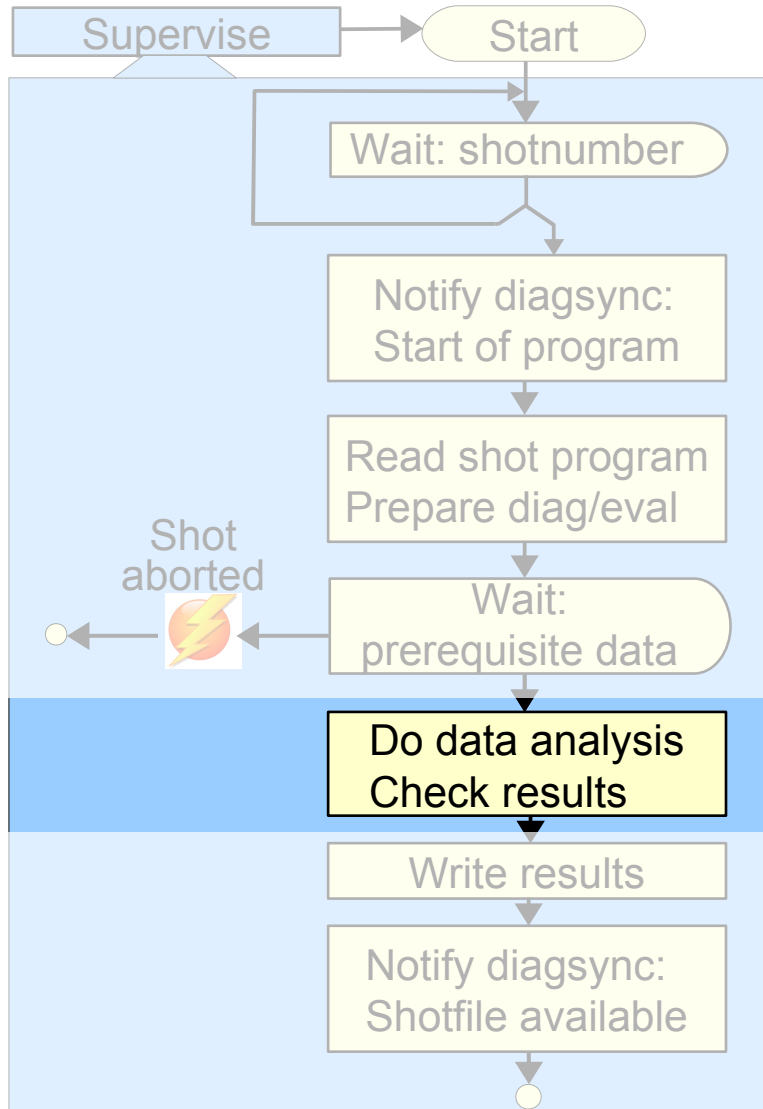 Supervise
Start
Wait: shotnumber
Notify diagsync:
Start of program
Read shot program
Prepare diag/eval
Shot
aborted
Wait:
prerequisite data
Do data analysis
Check results
Write results
Notify diagsync:
Shotfile available